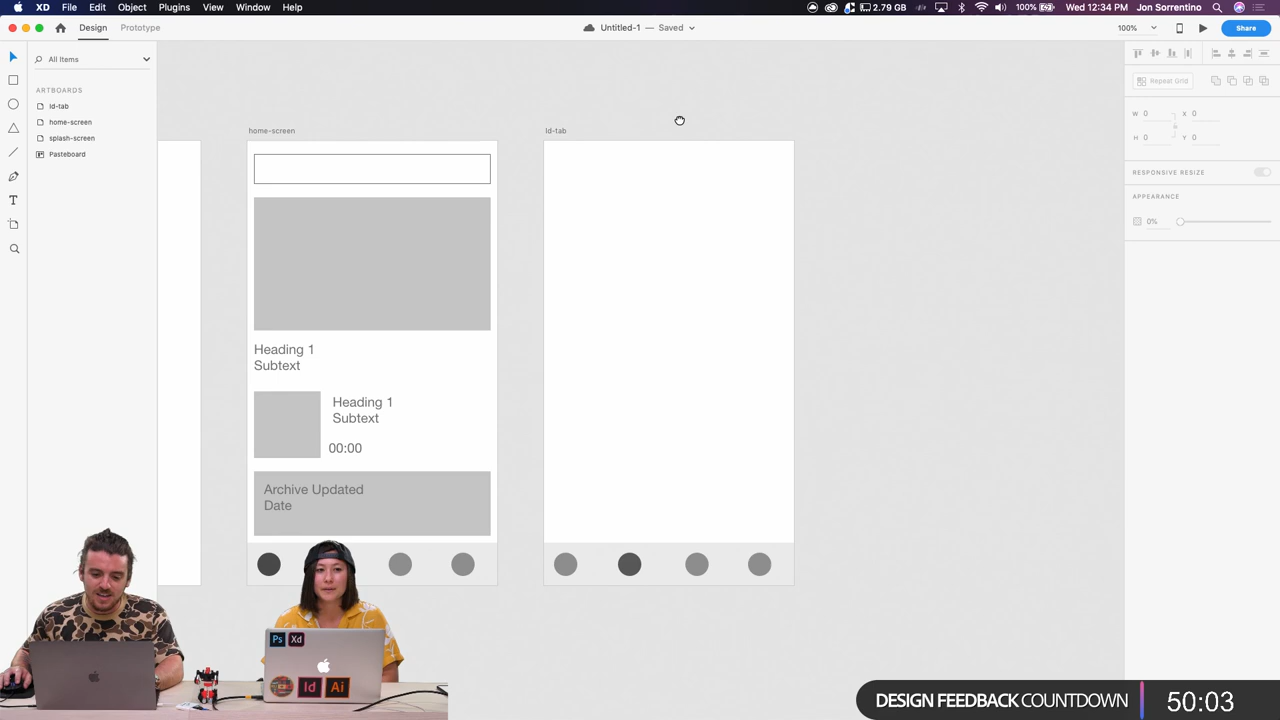 XD File Edit Object Plugins View Window Help
2.79 GB 100% Wed 12:34 PM Jon Sorrentino
Design Prototype
Untitled-1 — Saved
100%
Share
All Items
ARTBOARDS
Id-tab
home-screen
splash-screen
Pasteboard
home-screen
Id-tab
Heading 1
Subtext
Heading 1
Subtext
00:00
Archive Updated
Date
Repeat Grid
W 0 X 0
H 0 Y 0
RESPONSIVE RESIZE
APPEARANCE
0%
Ps Xd
Id Ai
DESIGN FEEDBACK COUNTDOWN 50:03